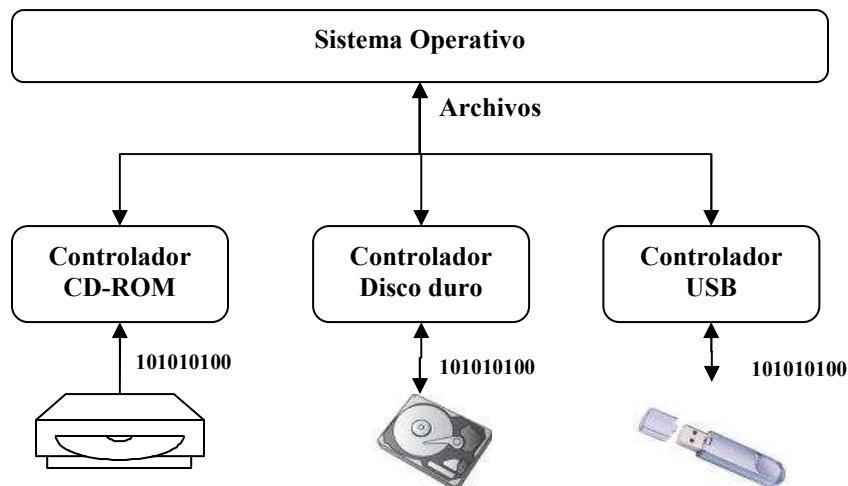 Sistema Operativo
Archivos
Controlador
CD-ROM
Controlador
Disco duro
Controlador
USB
101010100
101010100
101010100